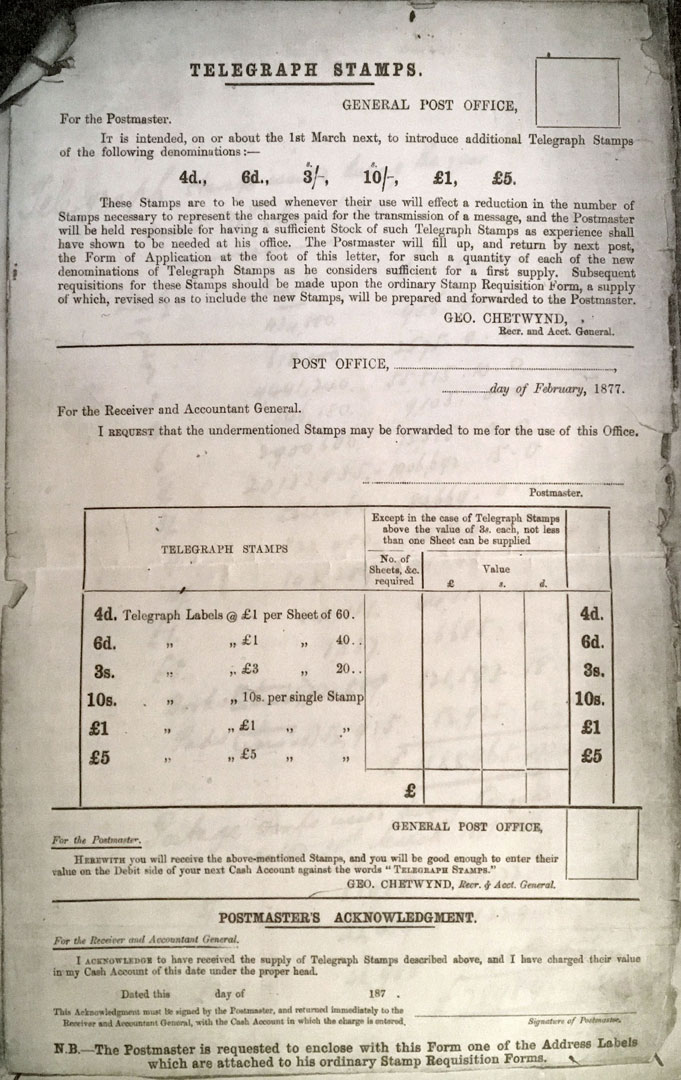 TELEGRAPH STAMPS.
GENERAL POST OFFICE,
For the Postmaster.
IT is intended, on or about the 1st March next, to introduce additional Telegraph Stamps
of the following denominations :—
4d., 6d., 3/-, 10/-, £1, £5.
These Stamps are to be used whenever their use will effect a reduction in the number of
Stamps necessary to represent the charges paid for the transmission of a message, and the Postmaster
will be held responsible for having a sufficient Stock of such Telegraph Stamps as experience shall
have shown to be needed at his office. The Postmaster will fill up, and return by next post,
the Form of Application at the foot of this letter, for such a quantity of each of the new
denominations of Telegraph Stamps as he considers sufficient for a first supply. Subsequent
requisitions for these Stamps should be made upon the ordinary Stamp Requisition Form, a supply
of which, revised so as to include the new Stamps, will be prepared and forwarded to the Postmaster.
GEO. CHETWYND,
Recr. and Acct. General.
POST OFFICE,
day of February, 1877.
For the Receiver and Accountant General.
I REQUEST that the undermentioned Stamps may be forwarded to me for the use of this Office.
Postmaster.
TELEGRAPH STAMPS
Except in the case of Telegraph Stamps
above the value of 3s. each, not less
than one Sheet can be supplied
No. of
Sheets, &c.
required
Value
£ s. d.
4d. Telegraph Labels @ £1 per Sheet of 60. 4d.
6d. „ „ £1 „ 40.. 6d.
3s. „ „ £3 „ 20.. 3s.
10s. „ „ 10s. per single Stamp 10s.
£1 „ „ £1 „ „ £1
£5 „ „ £5 „ „ £5
£
GENERAL POST OFFICE,
For the Postmaster.
HEREWITH you will receive the above-mentioned Stamps, and you will be good enough to enter their
value on the Debit side of your next Cash Account against the words “ TELEGRAPH STAMPS.”
GEO. CHETWYND, Recr. & Acct. General.
POSTMASTER'S ACKNOWLEDGMENT.
For the Receiver and Accountant General.
I ACKNOWLEDGE to have received the supply of Telegraph Stamps described above, and I have charged their value
in my Cash Account of this date under the proper head.
Dated this day of 187 .
This Acknowledgment must be signed by the Postmaster, and returned immediately to the
Receiver and Accountant General, with the Cash Account in which the charge is entered.
Signature of Postmaster.
N.B.—The Postmaster is requested to enclose with this Form one of the Address Labels
which are attached to his ordinary Stamp Requisition Forms.